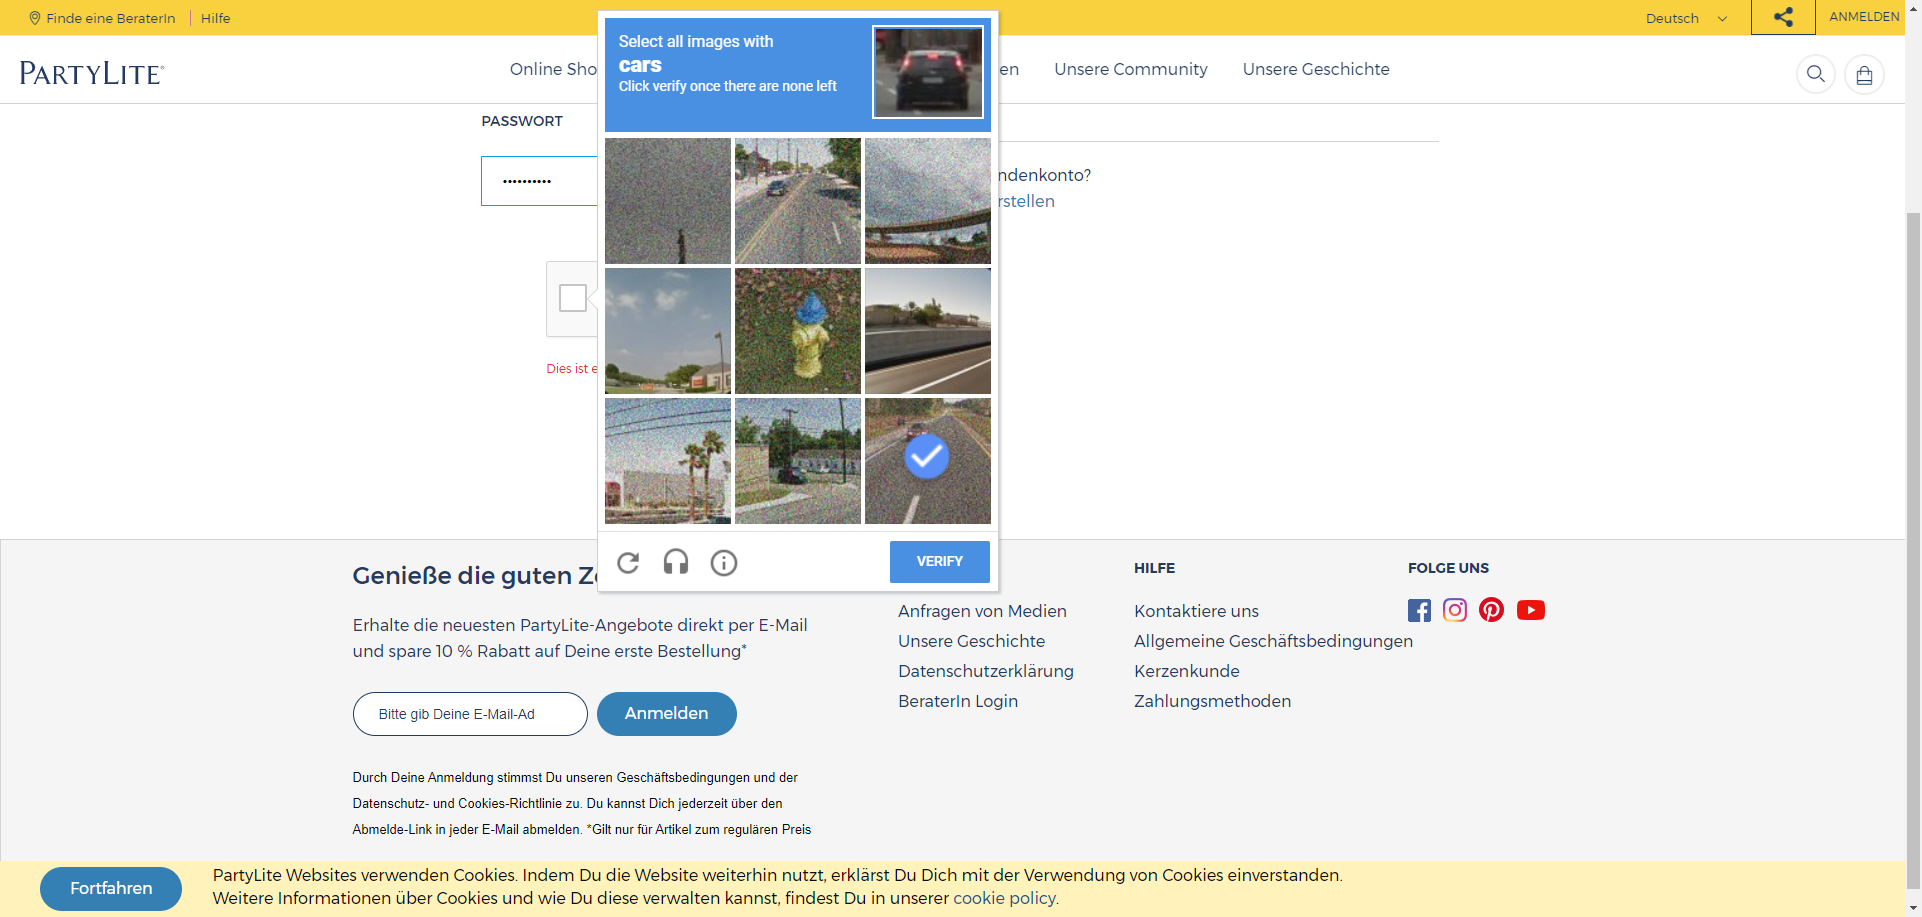 Finde eine BeraterIn
Hilfe
Deutsch
ANMELDEN
PARTYLITE
Online Sho
en
Unsere Community
Unsere Geschichte
Select all images with
cars
Click verify once there are none left
PASSWORT
••••••••••
ndenkonto?
rstellen
Dies ist e
VERIFY
Genieße die guten Ze
Erhalte die neuesten PartyLite-Angebote direkt per E-Mail
und spare 10 % Rabatt auf Deine erste Bestellung*
Bitte gib Deine E-Mail-Ad
Anmelden
Durch Deine Anmeldung stimmst Du unseren Geschäftsbedingungen und der
Datenschutz- und Cookies-Richtlinie zu. Du kannst Dich jederzeit über den
Abmelde-Link in jeder E-Mail abmelden. *Gilt nur für Artikel zum regulären Preis
Anfragen von Medien
Unsere Geschichte
Datenschutzerklärung
BeraterIn Login
HILFE
Kontaktiere uns
Allgemeine Geschäftsbedingungen
Kerzenkunde
Zahlungsmethoden
FOLGE UNS
Fortfahren
PartyLite Websites verwenden Cookies. Indem Du die Website weiterhin nutzt, erklärst Du Dich mit der Verwendung von Cookies einverstanden.
Weitere Informationen über Cookies und wie Du diese verwalten kannst, findest Du in unserer cookie policy.